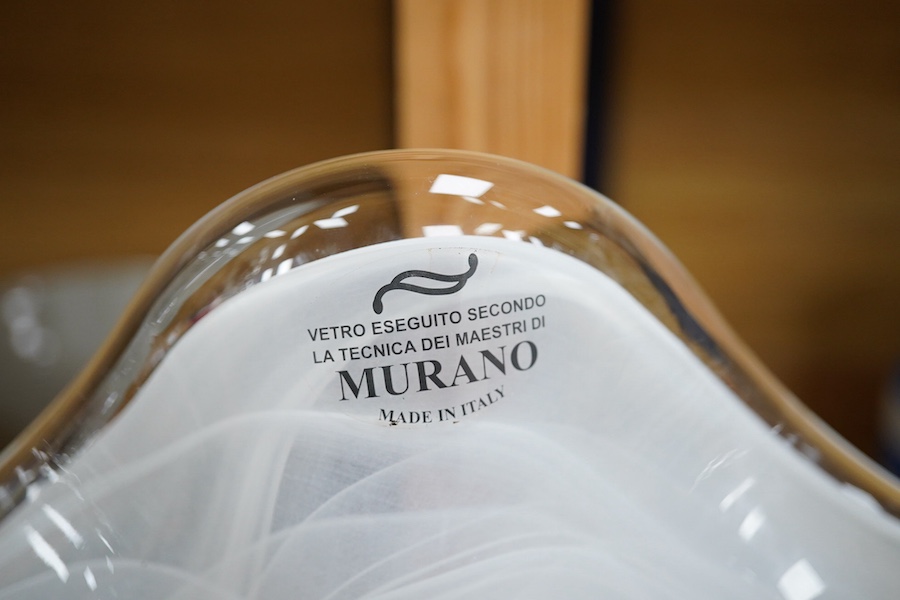 VETRO ESEGUITO SECONDO
LA TECNICA DEI MAESTRI DI
MURANO
MADE IN ITALY